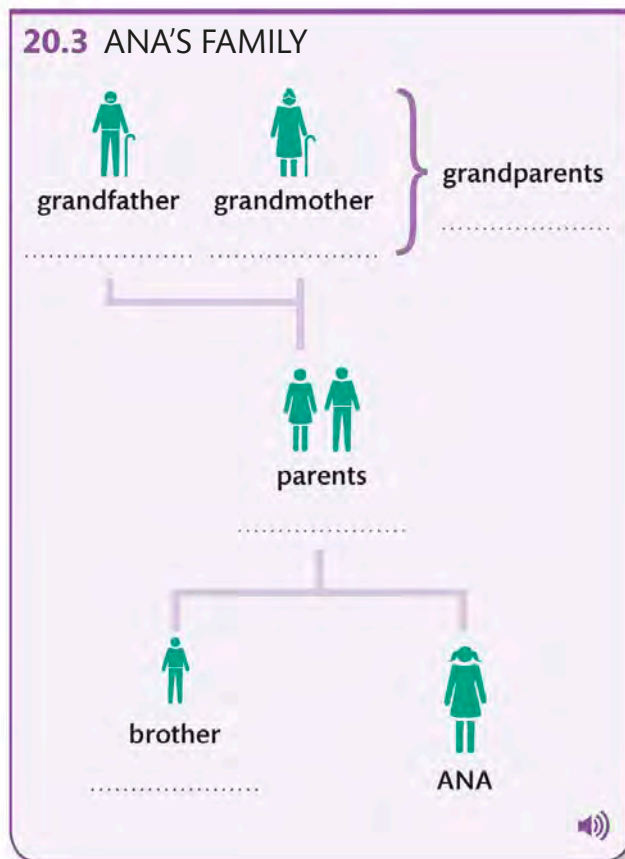 20.3 ANA'S FAMILY
grandfather grandmother grandparents
parents
brother
ANA